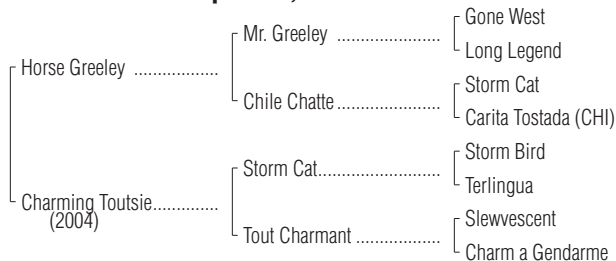 Gone West
Mr. Greeley ..................
Long Legend
Horse Greeley ..................
Storm Cat
Chile Chatte ..................
Carita Tostada (CHI)
Storm Bird
Storm Cat.....................
Terlingua
Charming Toutsie..............
(2004)
Slewvescent
Tout Charmant ...............
Charm a Gendarme